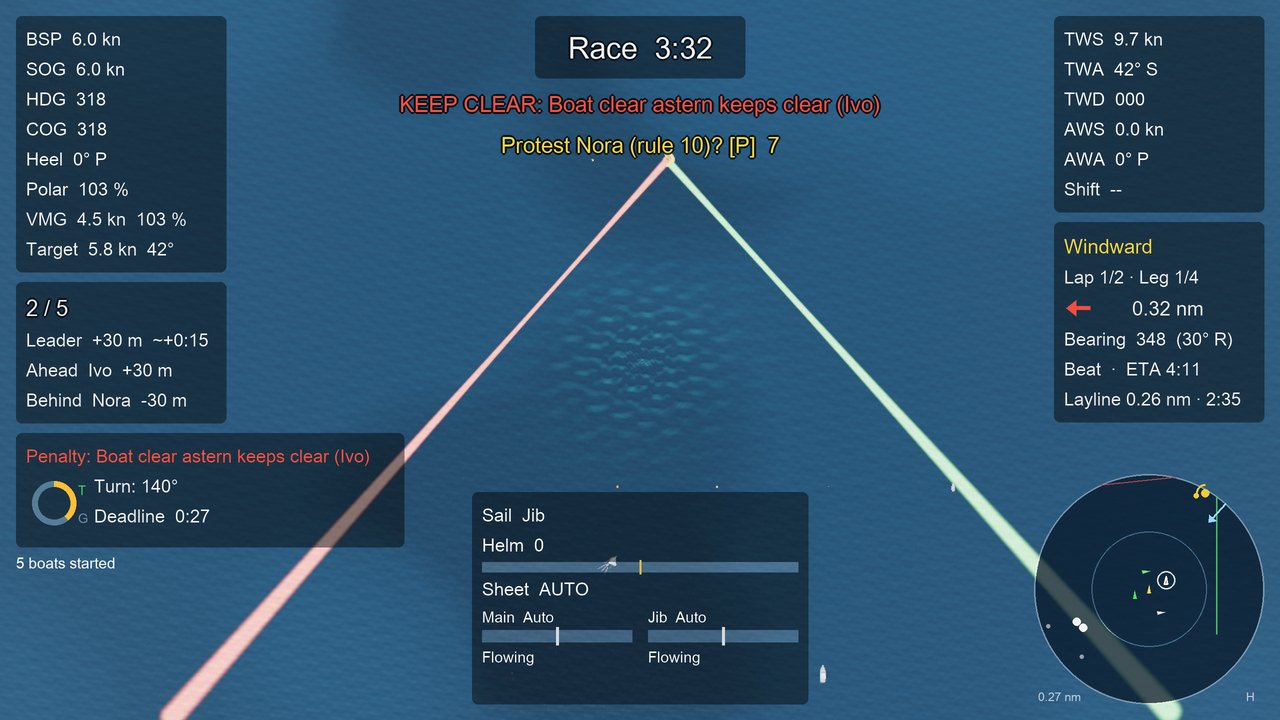 BSP 6.0 kn
SOG 6.0 kn
HDG 318
COG 318
Heel 0° P
Polar 103 %
VMG 4.5 kn 103 %
Target 5.8 kn 42°
2 / 5
Leader +30 m ~+0:15
Ahead Ivo +30 m
Behind Nora -30 m
Penalty: Boat clear astern keeps clear (Ivo)
T
Turn: 140°
G
Deadline 0:27
5 boats started
Race 3:32
KEEP CLEAR: Boat clear astern keeps clear (Ivo)
Protest Nora (rule 10)? [P] 7
Sail Jib
Helm 0
Sheet AUTO
Main Auto
Jib Auto
Flowing
Flowing
TWS 9.7 kn
TWA 42° S
TWD 000
AWS 0.0 kn
AWA 0° P
Shift --
Windward
Lap 1/2 · Leg 1/4
0.32 nm
Bearing 348 (30° R)
Beat · ETA 4:11
Layline 0.26 nm · 2:35
0.27 nm
H